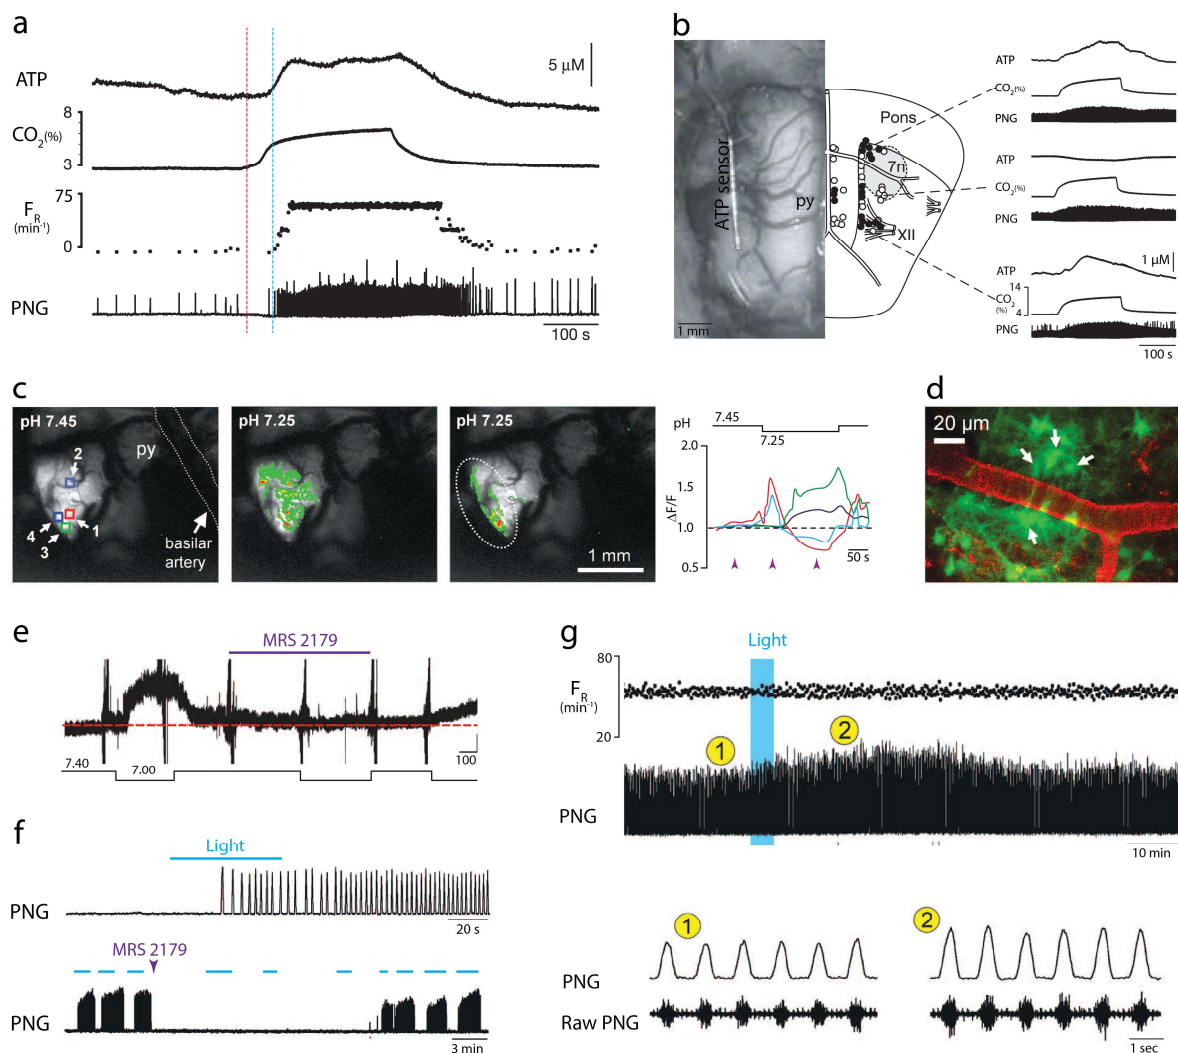 a
ATP
5 µM
8
CO2(%)
3
75
FR
(min-1)
0
PNG
100 s
b
ATP sensor
py
1 mm
Pons
7n
XII
ATP
CO2(%)
PNG
ATP
CO2(%)
PNG
1 µM
ATP
14
CO2
(%)
4
PNG
100 s
c
pH 7.45
py
2
1
4
3
basilar
artery
pH 7.25
pH 7.25
1 mm
pH
7.45
7.25
2.0
1.5
ΔF/F
1.0
0.5
50 s
d
20 µm
e
MRS 2179
100
7.40
7.00
f
Light
PNG
20 s
MRS 2179
PNG
3 min
g
Light
80
FR
(min-1)
20
1
2
PNG
10 min
1
2
PNG
Raw PNG
1 sec